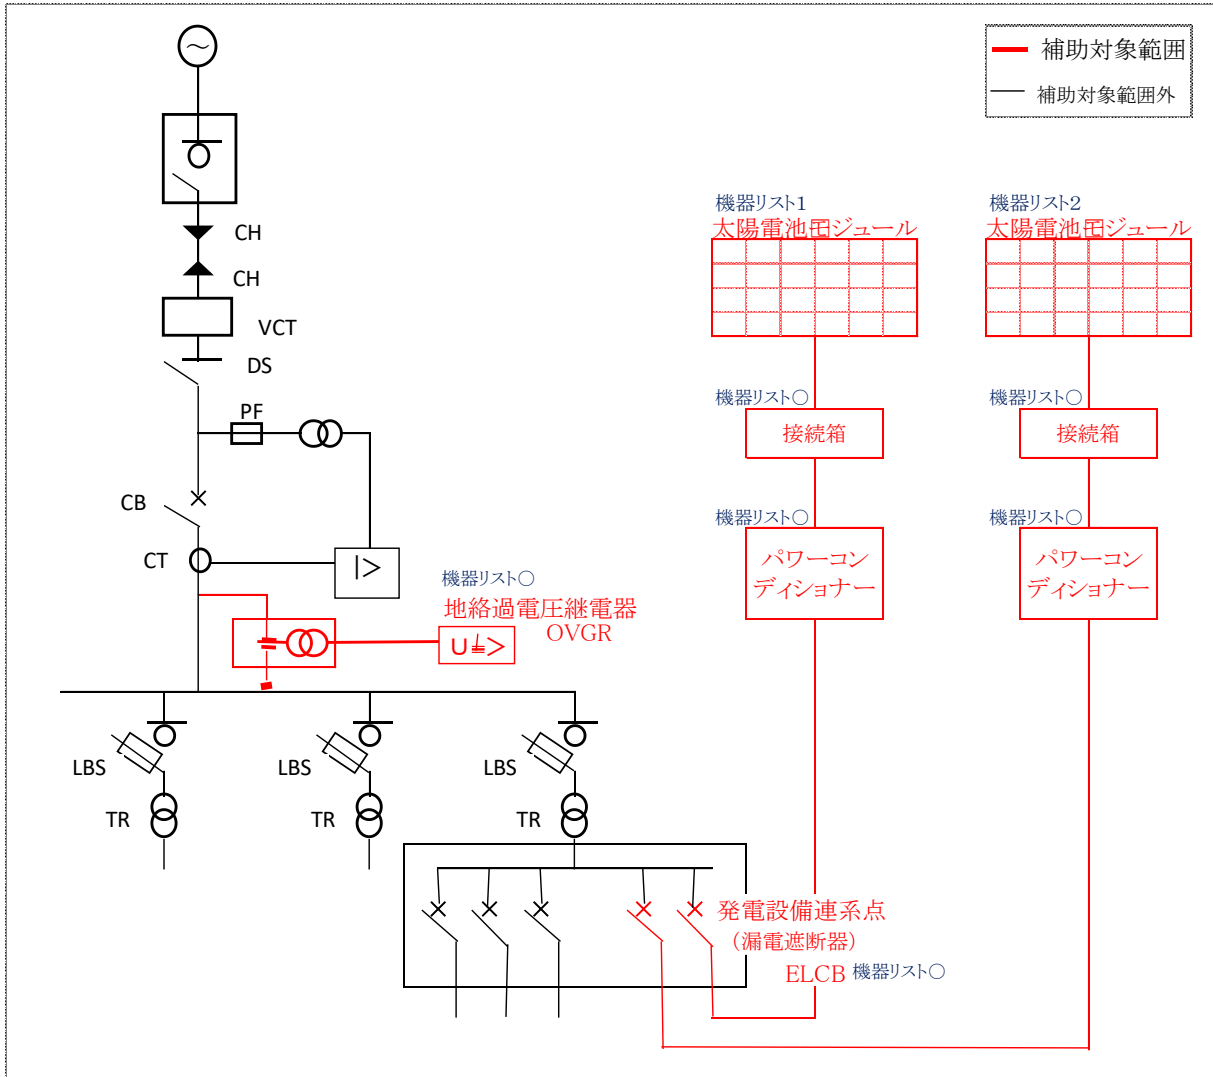 ～
補助対象範囲
補助対象範囲外
CH
CH
VCT
DS
PF
CB
CT
I>
機器リスト〇
地絡過電圧継電器
OVGR
U⏚>
LBS
LBS
LBS
TR
TR
TR
機器リスト1
太陽電池モジュール
機器リスト2
太陽電池モジュール
機器リスト〇
接続箱
機器リスト〇
接続箱
機器リスト〇
パワーコン
ディショナー
機器リスト〇
パワーコン
ディショナー
発電設備連系点
（漏電遮断器）
ELCB 機器リスト〇